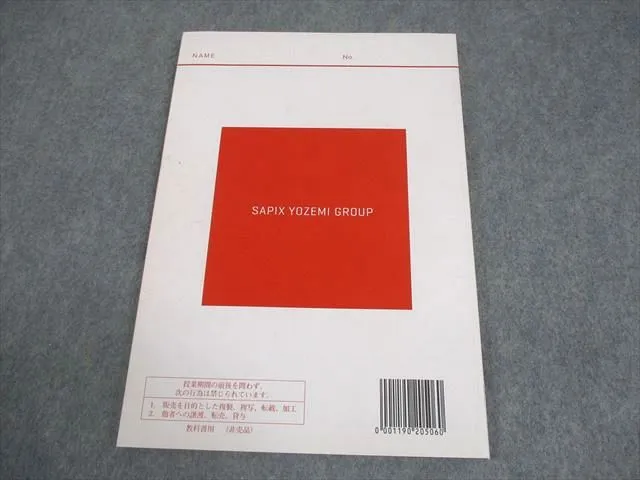 NAME No.
SAPIX YOZEMI GROUP
授業期間の前後を問わず、
次の行為は禁じられています。
1. 販売を目的とした複製、複写、転載、加工
2. 他者への譲渡、転売、貸与
教科書用 （非売品）
0 001190 205060